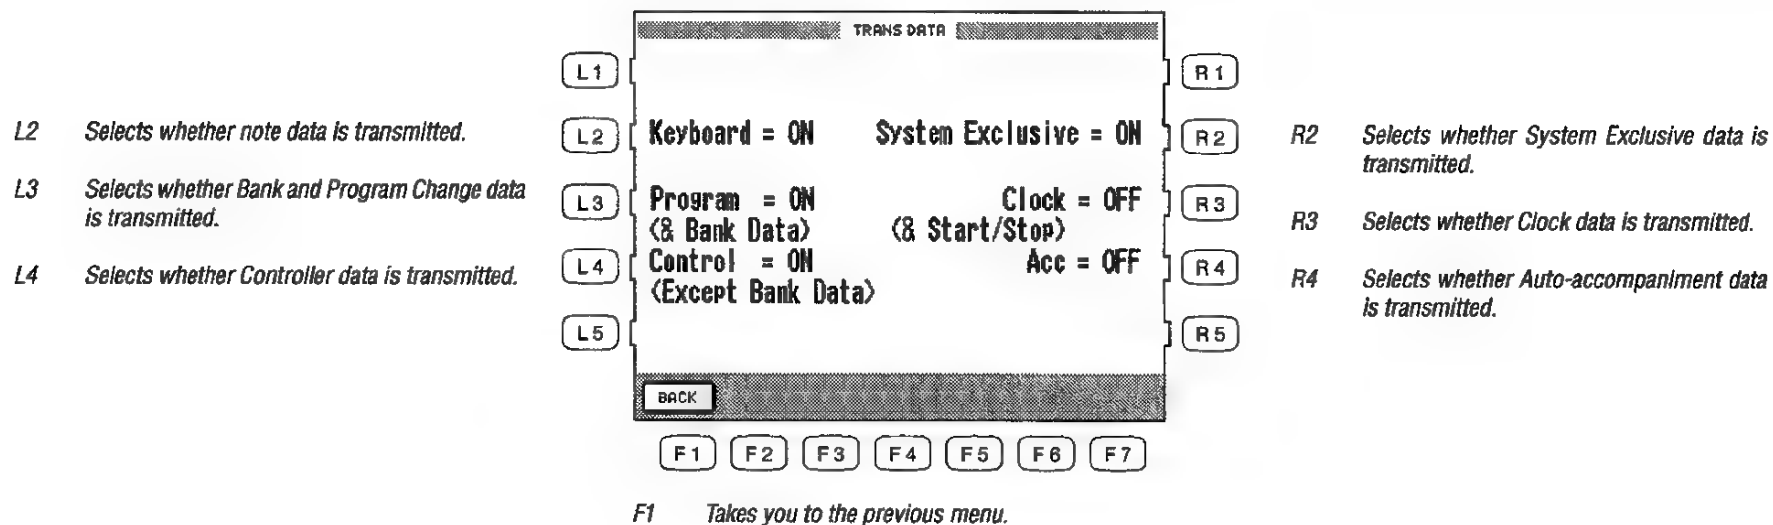 TRANS DATA
L1
R1
L2 Selects whether note data is transmitted.
L2
Keyboard = ON
System Exclusive = ON
R2
R2 Selects whether System Exclusive data is
transmitted.
L3 Selects whether Bank and Program Change data
is transmitted.
L3
Program = ON
(& Bank Data)
Clock = OFF
(& Start/Stop)
R3
R3 Selects whether Clock data is transmitted.
L4 Selects whether Controller data is transmitted.
L4
Control = ON
(Except Bank Data)
Acc = OFF
R4
R4 Selects whether Auto-accompaniment data
is transmitted.
L5
R5
BACK
F1 F2 F3 F4 F5 F6 F7
F1 Takes you to the previous menu.